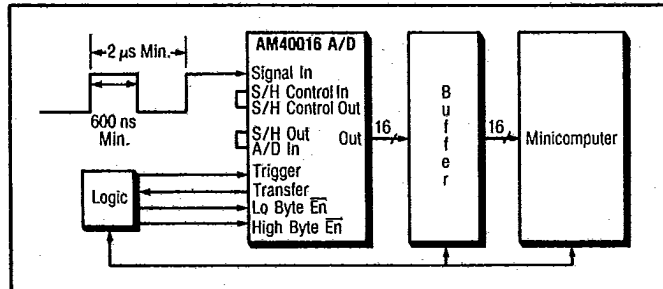 AM40016 A/D
2 µs Min.
600 ns
Min.
Signal In
S/H Control In
S/H Control Out
S/H Out
A/D In
Out
Trigger
Transfer
Lo Byte En
High Byte En
Logic
16
Buffer
16
Minicomputer